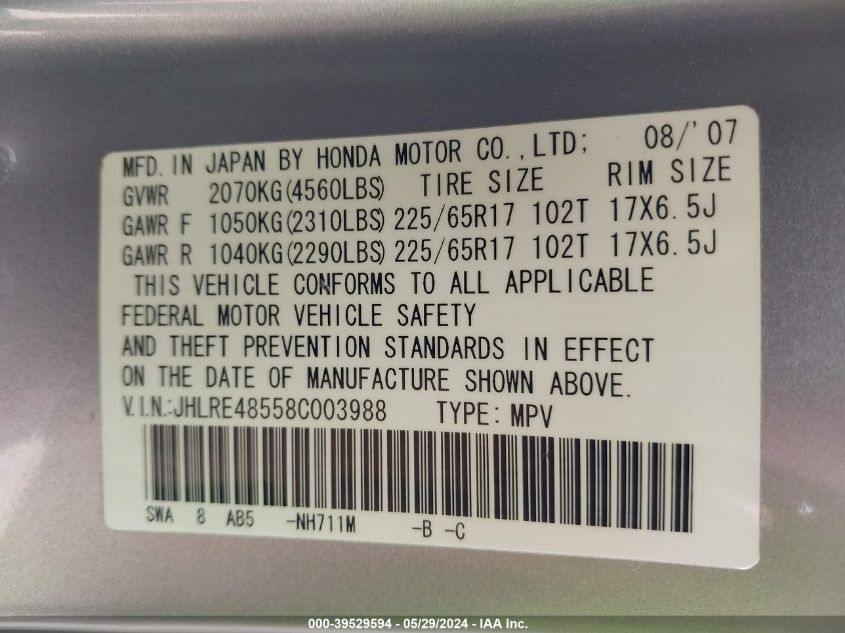 MFD. IN JAPAN BY HONDA MOTOR CO., LTD; 08/'07
GVWR 2070KG(4560LBS) TIRE SIZE RIM SIZE
GAWR F 1050KG(2310LBS) 225/65R17 102T 17X6.5J
GAWR R 1040KG(2290LBS) 225/65R17 102T 17X6.5J
THIS VEHICLE CONFORMS TO ALL APPLICABLE
FEDERAL MOTOR VEHICLE SAFETY
AND THEFT PREVENTION STANDARDS IN EFFECT
ON THE DATE OF MANUFACTURE SHOWN ABOVE.
V.I.N.:JHLRE48558C003988 TYPE: MPV
SWA 8 AB5 -NH711M -B -C
000-39529594 - 05/29/2024 - IAA Inc.